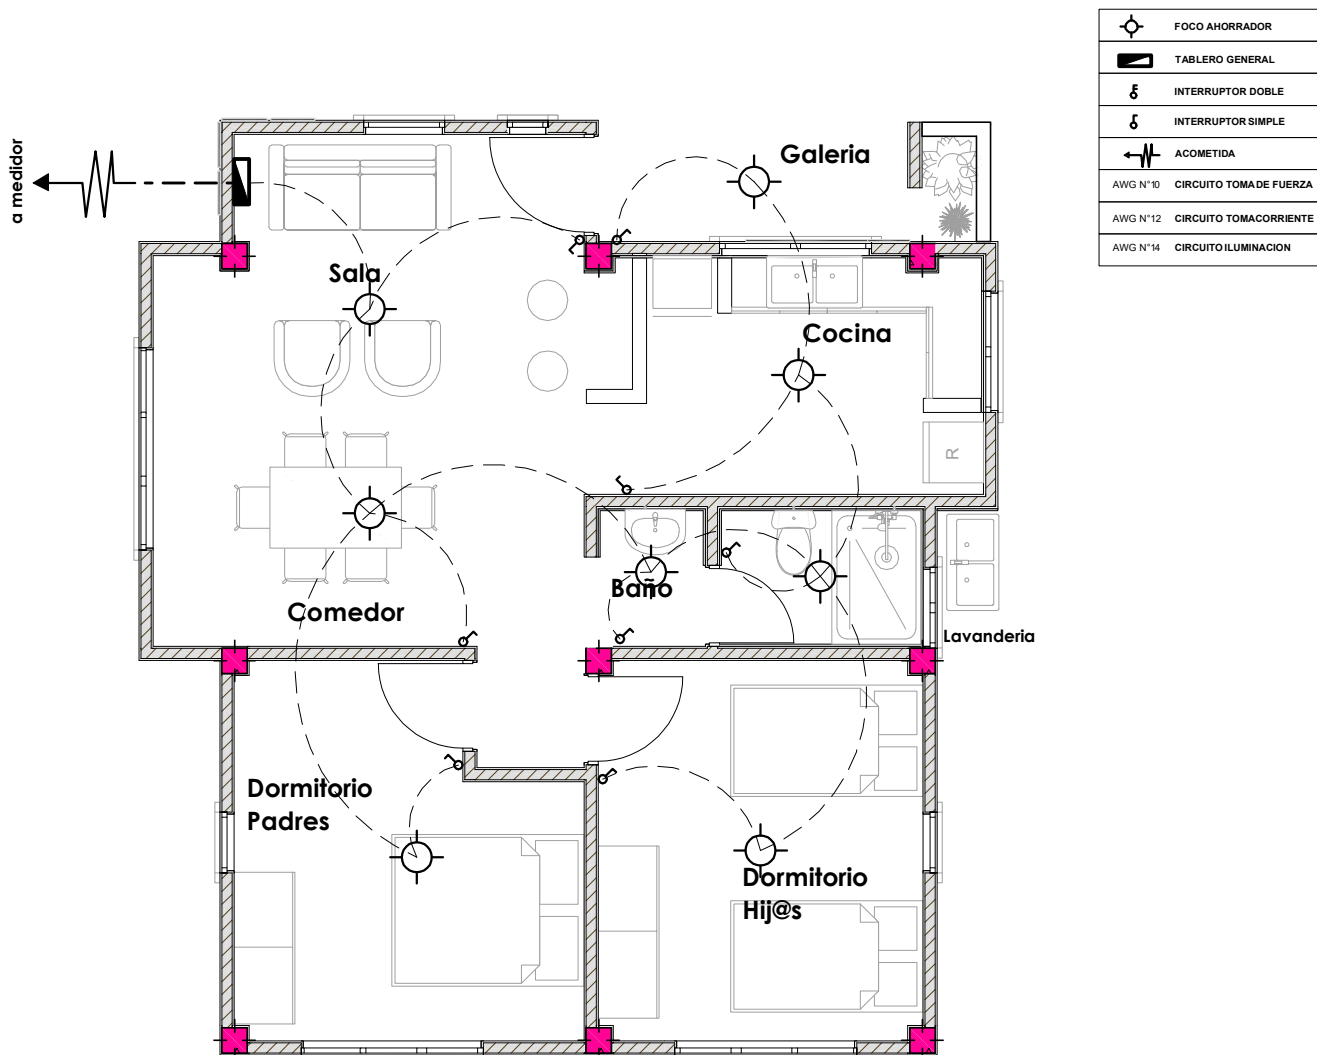 FOCO AHORRADOR
TABLERO GENERAL
INTERRUPTOR DOBLE
INTERRUPTOR SIMPLE
ACOMETIDA
AWG N°10 CIRCUITO TOMA DE FUERZA
AWG N°12 CIRCUITO TOMACORRIENTE
AWG N°14 CIRCUITO ILUMINACION
a medidor
Galeria
Sala
Cocina
R
Baño
Comedor
Lavanderia
Dormitorio
Padres
Dormitorio
Hij@s